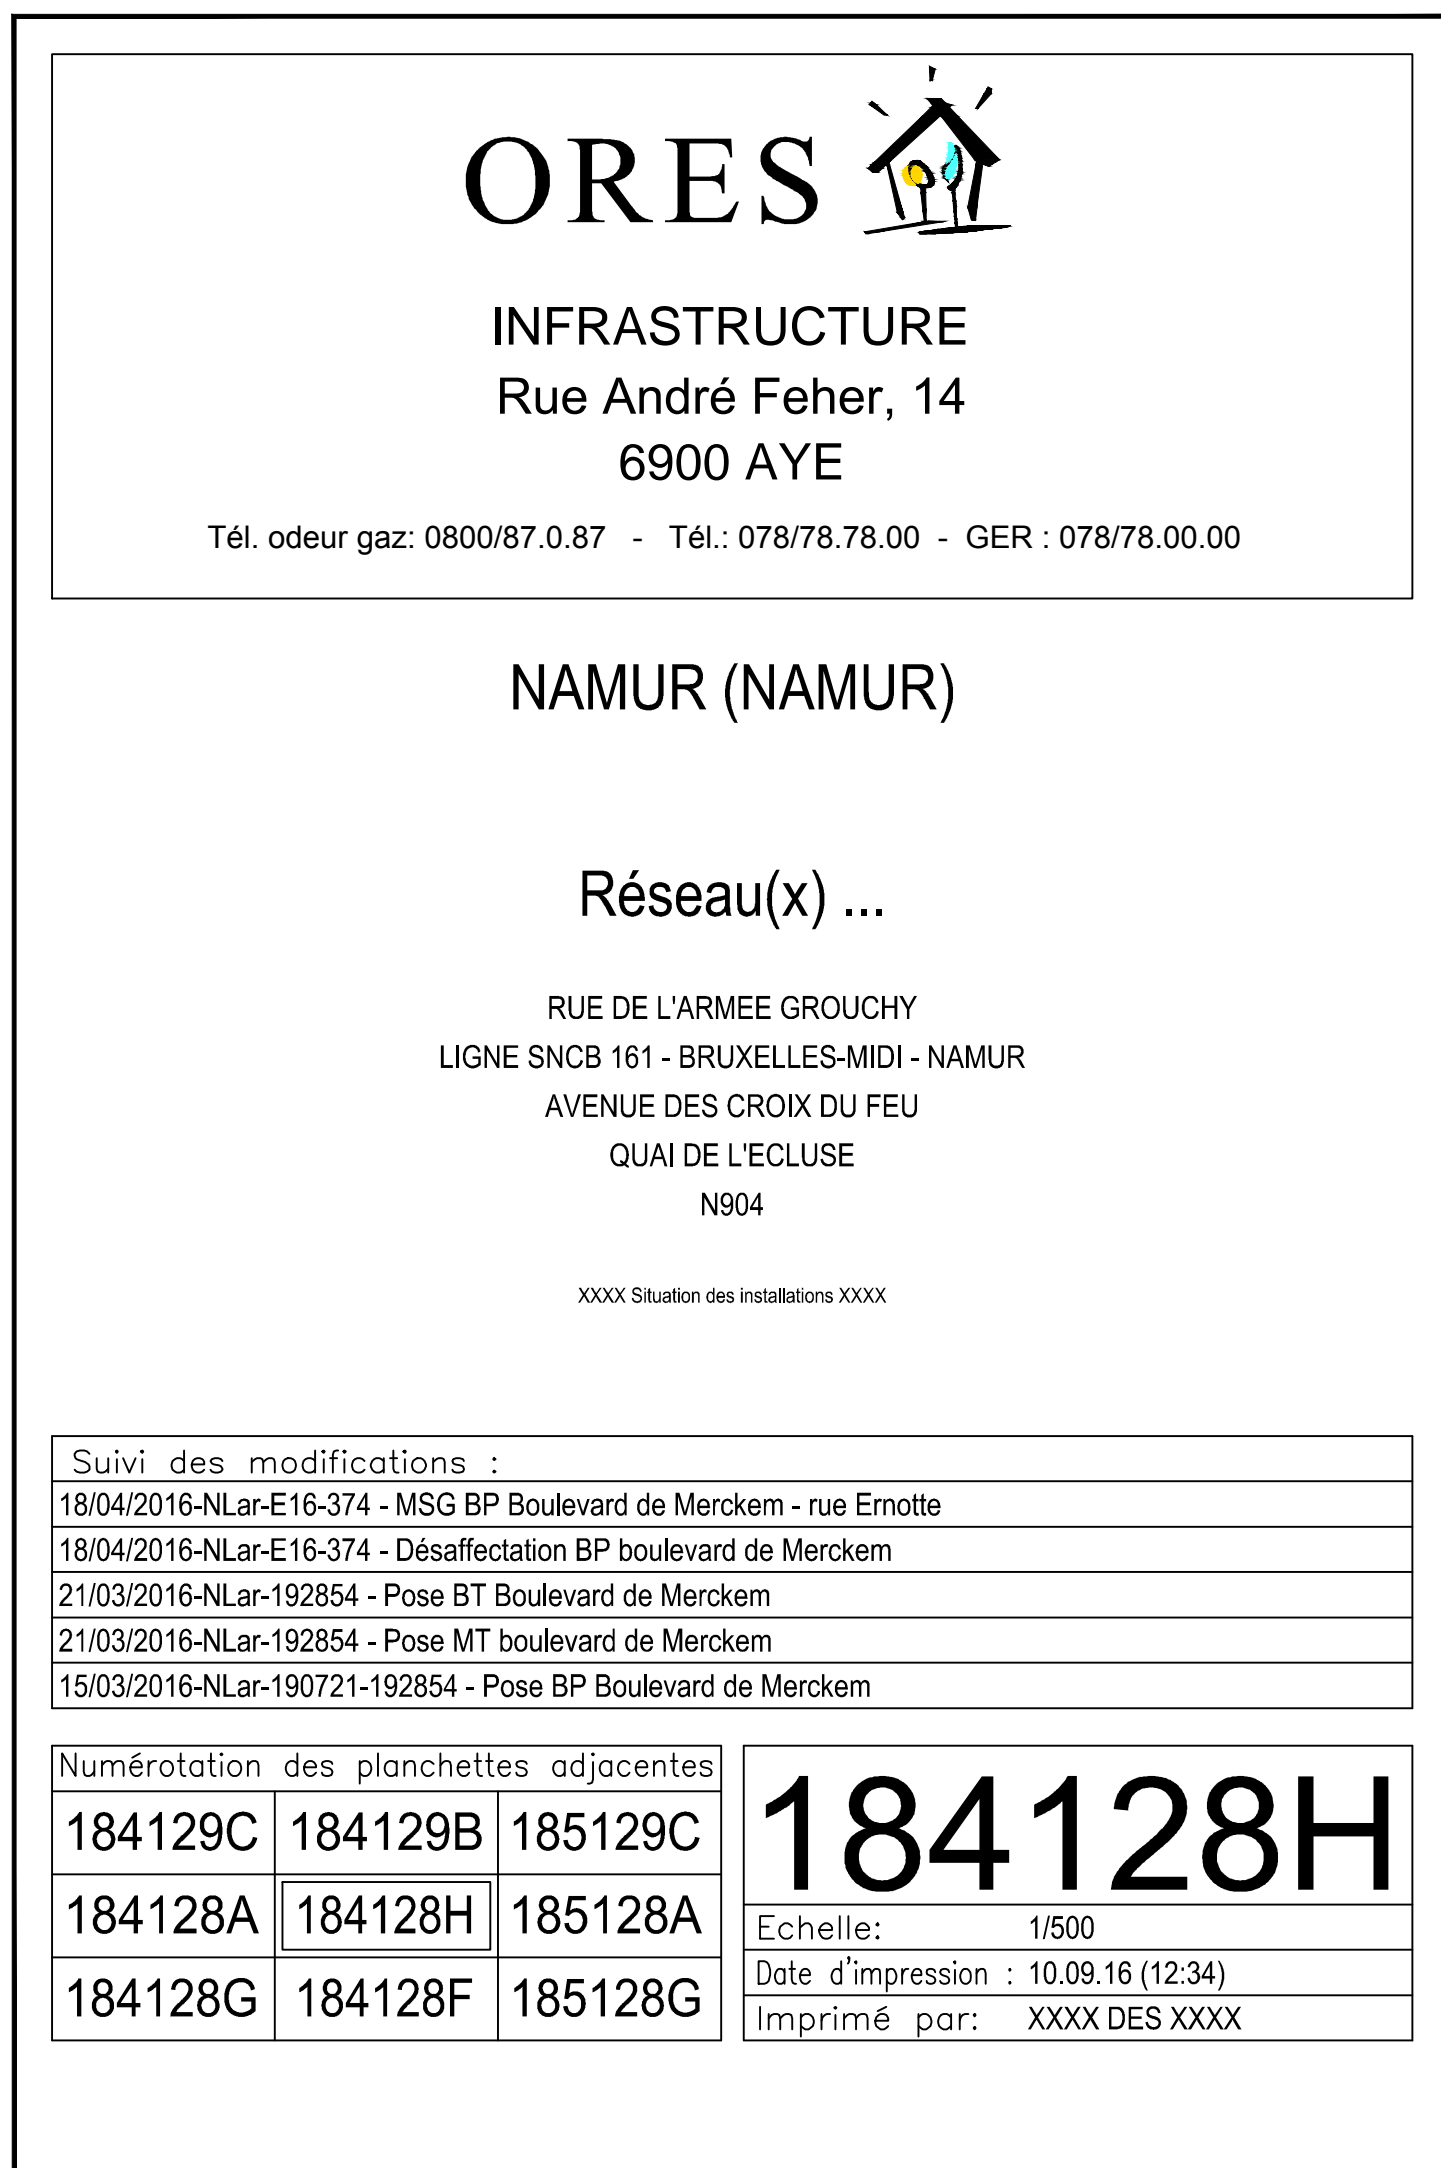 ORES
INFRASTRUCTURE
Rue André Feher, 14
6900 AYE
Tél. odeur gaz: 0800/87.0.87 - Tél.: 078/78.78.00 - GER : 078/78.00.00
NAMUR (NAMUR)
Réseau(x) ...
RUE DE L'ARMEE GROUCHY
LIGNE SNCB 161 - BRUXELLES-MIDI - NAMUR
AVENUE DES CROIX DU FEU
QUAI DE L'ECLUSE
N904
XXXX Situation des installations XXXX
Suivi des modifications :
18/04/2016-NLar-E16-374 - MSG BP Boulevard de Merckem - rue Ernotte
18/04/2016-NLar-E16-374 - Désaffectation BP boulevard de Merckem
21/03/2016-NLar-192854 - Pose BT Boulevard de Merckem
21/03/2016-NLar-192854 - Pose MT boulevard de Merckem
15/03/2016-NLar-190721-192854 - Pose BP Boulevard de Merckem
Numérotation des planchettes adjacentes
184129C 184129B 185129C
184128A 184128H 185128A
184128G 184128F 185128G
184128H
Echelle: 1/500
Date d'impression : 10.09.16 (12:34)
Imprimé par: XXXX DES XXXX